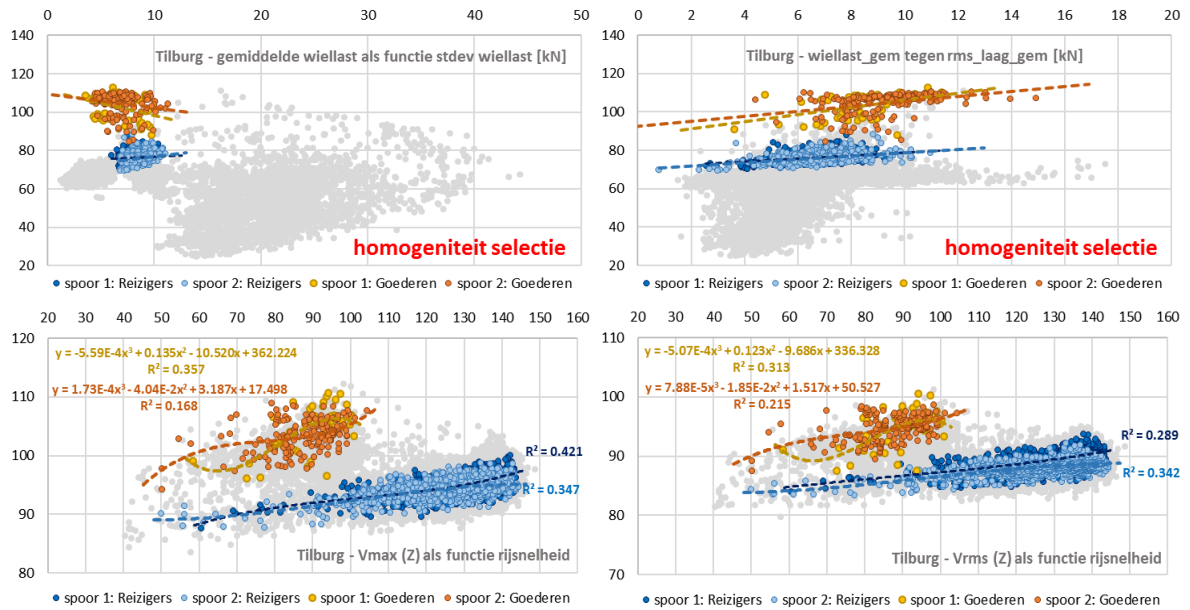 0 10 20 30 40 50
140
120
100
80
60
40
20
Tilburg - gemiddelde wiellast als functie stdev wiellast [kN]
homogeniteit selectie
spoor 1: Reizigers spoor 2: Reizigers spoor 1: Goederen spoor 2: Goederen
0 2 4 6 8 10 12 14 16 18 20
140
120
100
80
60
40
20
Tilburg - wiellast_gem tegen rms_laag_gem [kN]
homogeniteit selectie
spoor 1: Reizigers spoor 2: Reizigers spoor 1: Goederen spoor 2: Goederen
20 30 40 50 60 70 80 90 100 110 120 130 140 150 160
120
110
100
90
80
y = -5.59E-4x³ + 0.135x² - 10.520x + 362.224
R² = 0.357
y = 1.73E-4x³ - 4.04E-2x² + 3.187x + 17.498
R² = 0.168
R² = 0.421
R² = 0.347
Tilburg - Vmax (Z) als functie rijsnelheid
spoor 1: Reizigers spoor 2: Reizigers spoor 1: Goederen spoor 2: Goederen
20 30 40 50 60 70 80 90 100 110 120 130 140 150 160
110
100
90
80
70
y = -5.07E-4x³ + 0.123x² - 9.686x + 336.328
R² = 0.313
y = 7.88E-5x³ - 1.85E-2x² + 1.517x + 50.527
R² = 0.215
R² = 0.289
R² = 0.342
Tilburg - Vrms (Z) als functie rijsnelheid
spoor 1: Reizigers spoor 2: Reizigers spoor 1: Goederen spoor 2: Goederen